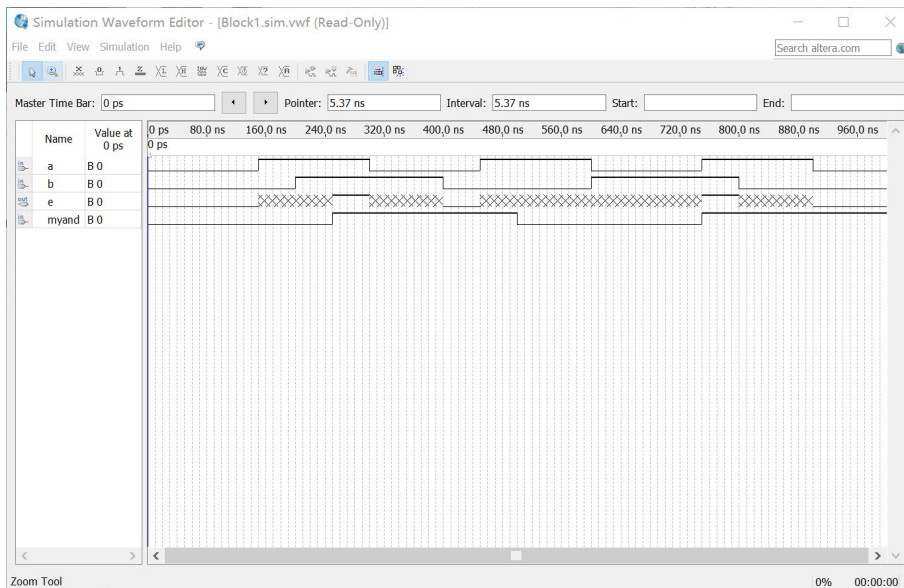 Simulation Waveform Editor - [Block1.sim.vwf (Read-Only)]
File Edit View Simulation Help
Search altera.com
Master Time Bar: 0 ps Pointer: 5.37 ns Interval: 5.37 ns Start: End:
Name Value at 0 ps
0 ps 80.0 ns 160.0 ns 240.0 ns 320.0 ns 400.0 ns 480.0 ns 560.0 ns 640.0 ns 720.0 ns 800.0 ns 880.0 ns 960.0 ns
0 ps
in a B 0
in b B 0
out e B 0
in myand B 0
Zoom Tool 0% 00:00:00